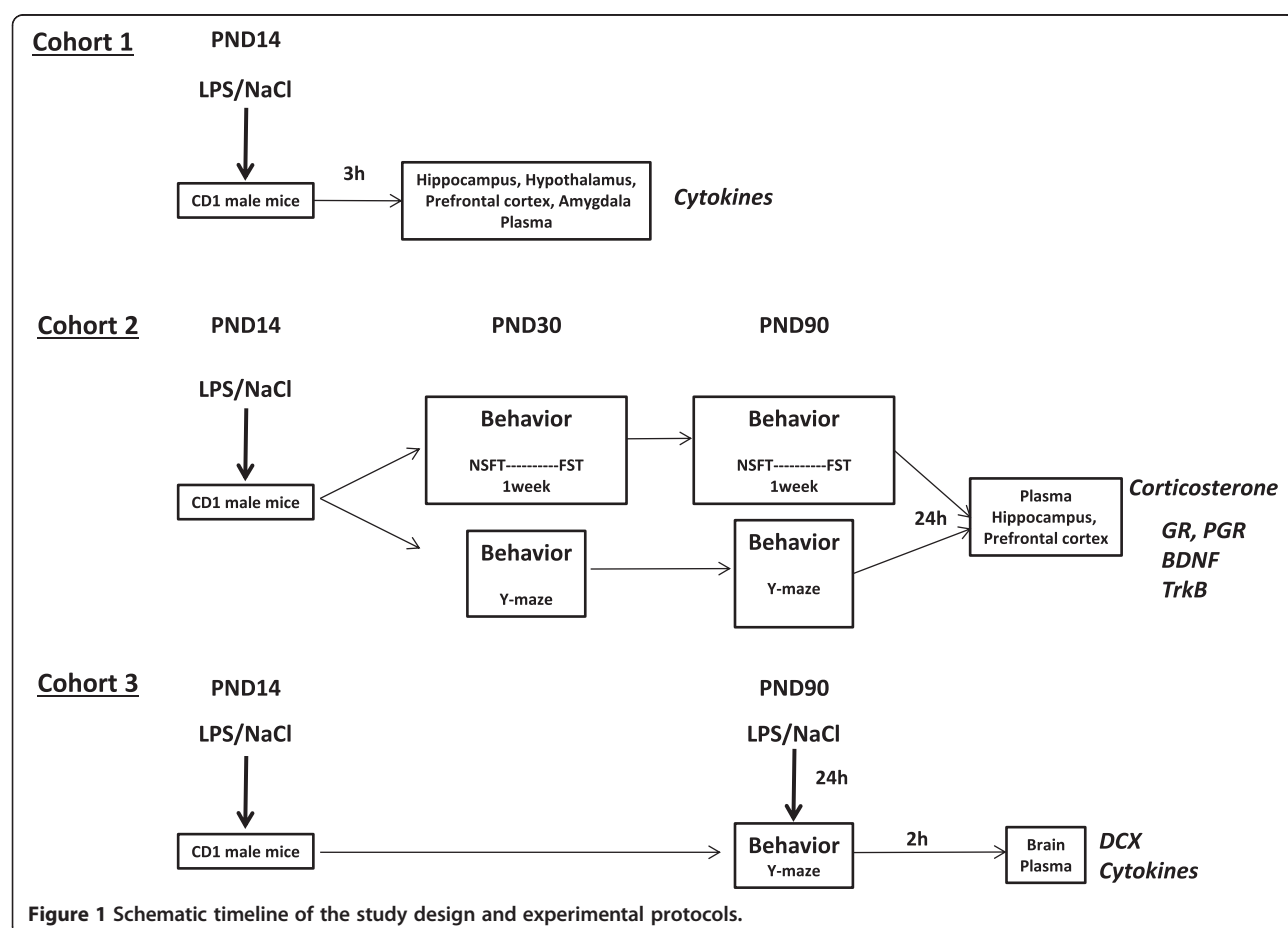 Cohort 1
PND14
LPS/NaCl
CD1 male mice
3h
Hippocampus, Hypothalamus,
Prefrontal cortex, Amygdala
Plasma
Cytokines
Cohort 2
PND14
PND30
PND90
LPS/NaCl
CD1 male mice
Behavior
NSFT----------FST
1week
Behavior
NSFT---------FST
1week
Behavior
Y-maze
Behavior
Y-maze
24h
Plasma
Hippocampus,
Prefrontal cortex
Corticosterone
GR, PGR
BDNF
TrkB
Cohort 3
PND14
PND90
LPS/NaCl
LPS/NaCl
24h
CD1 male mice
Behavior
Y-maze
2h
Brain
Plasma
DCX
Cytokines
Figure 1 Schematic timeline of the study design and experimental protocols.